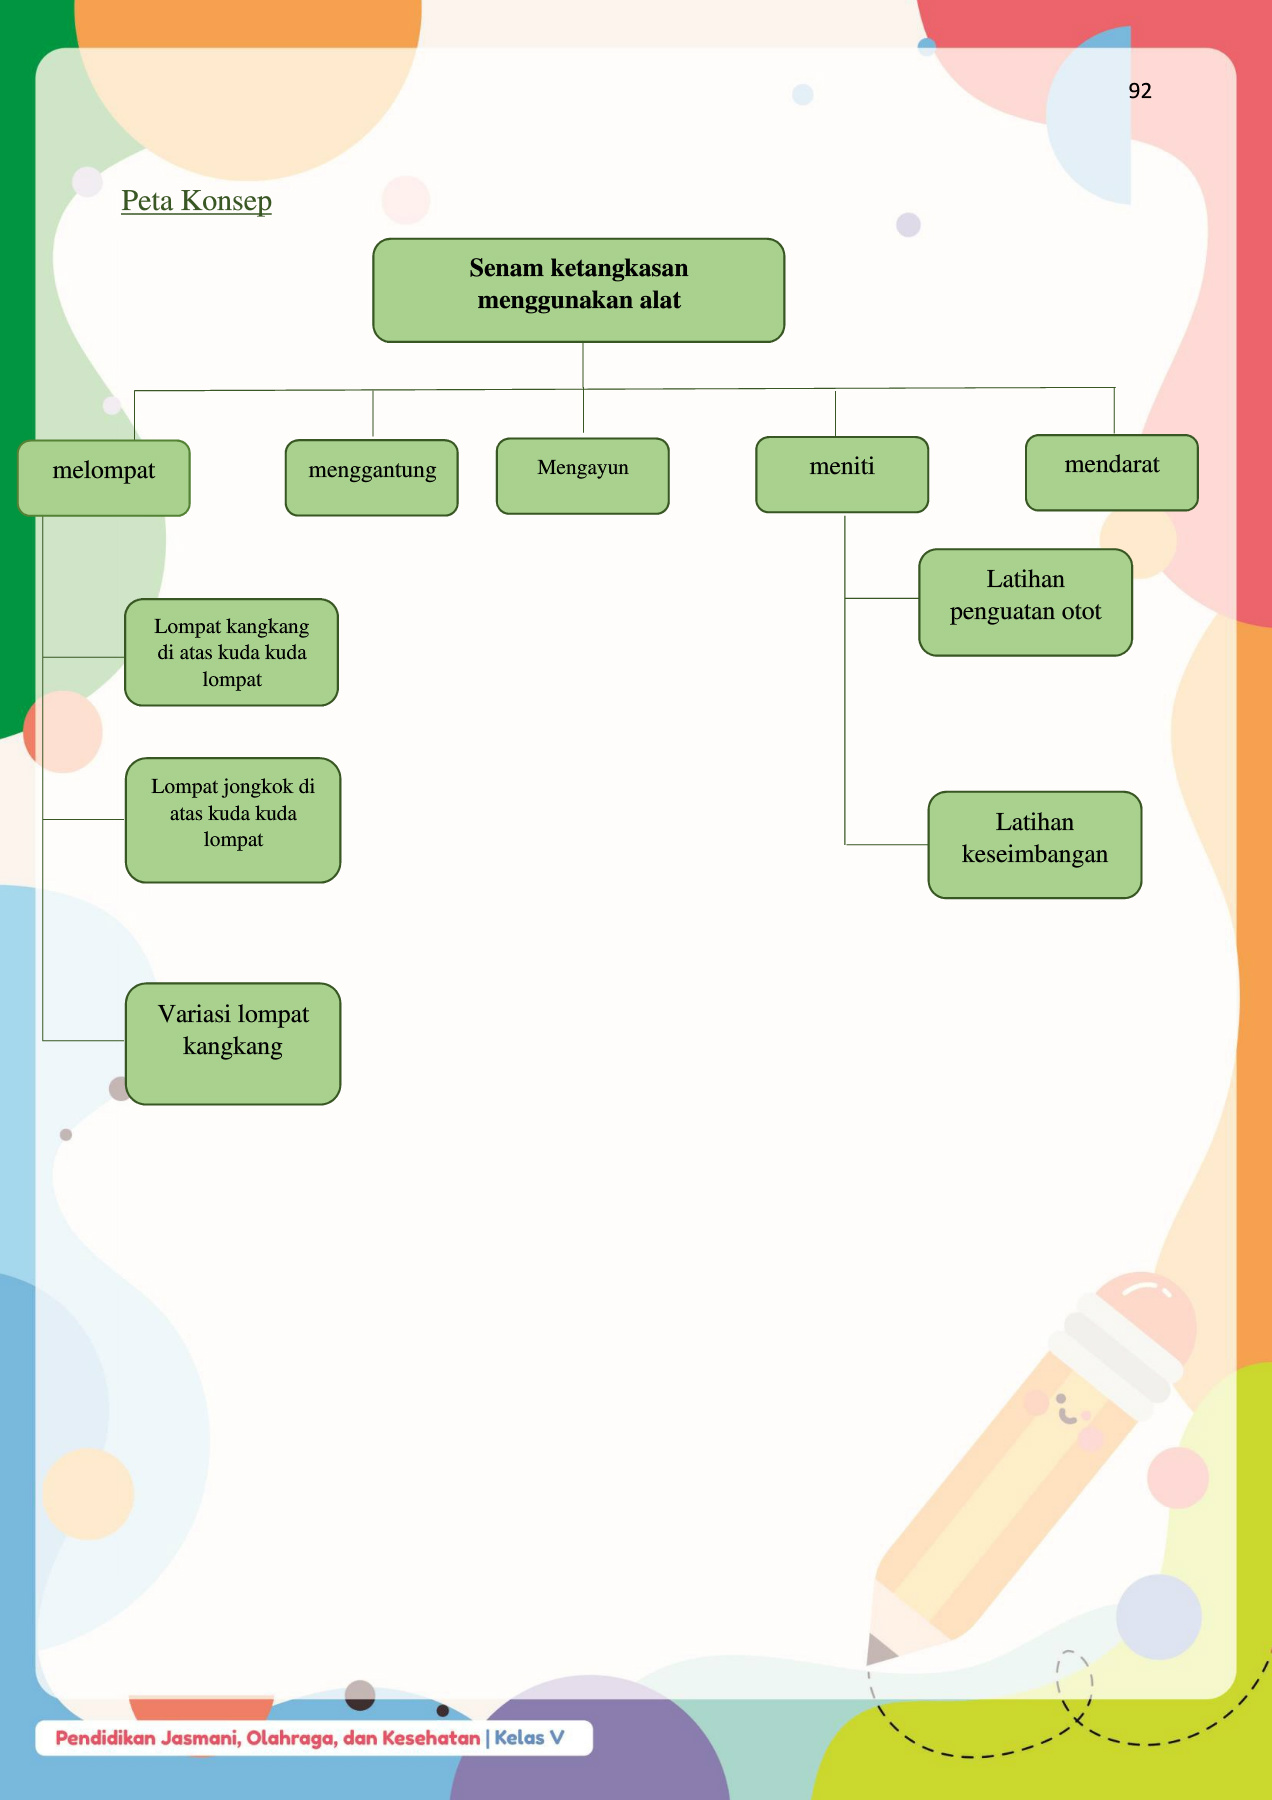 92
Peta Konsep
Senam ketangkasan
menggunakan alat
melompat
menggantung
Mengayun
meniti
mendarat
Lompat kangkang
di atas kuda kuda
lompat
Lompat jongkok di
atas kuda kuda
lompat
Variasi lompat
kangkang
Latihan
penguatan otot
Latihan
keseimbangan
Pendidikan Jasmani, Olahraga, dan Kesehatan | Kelas V